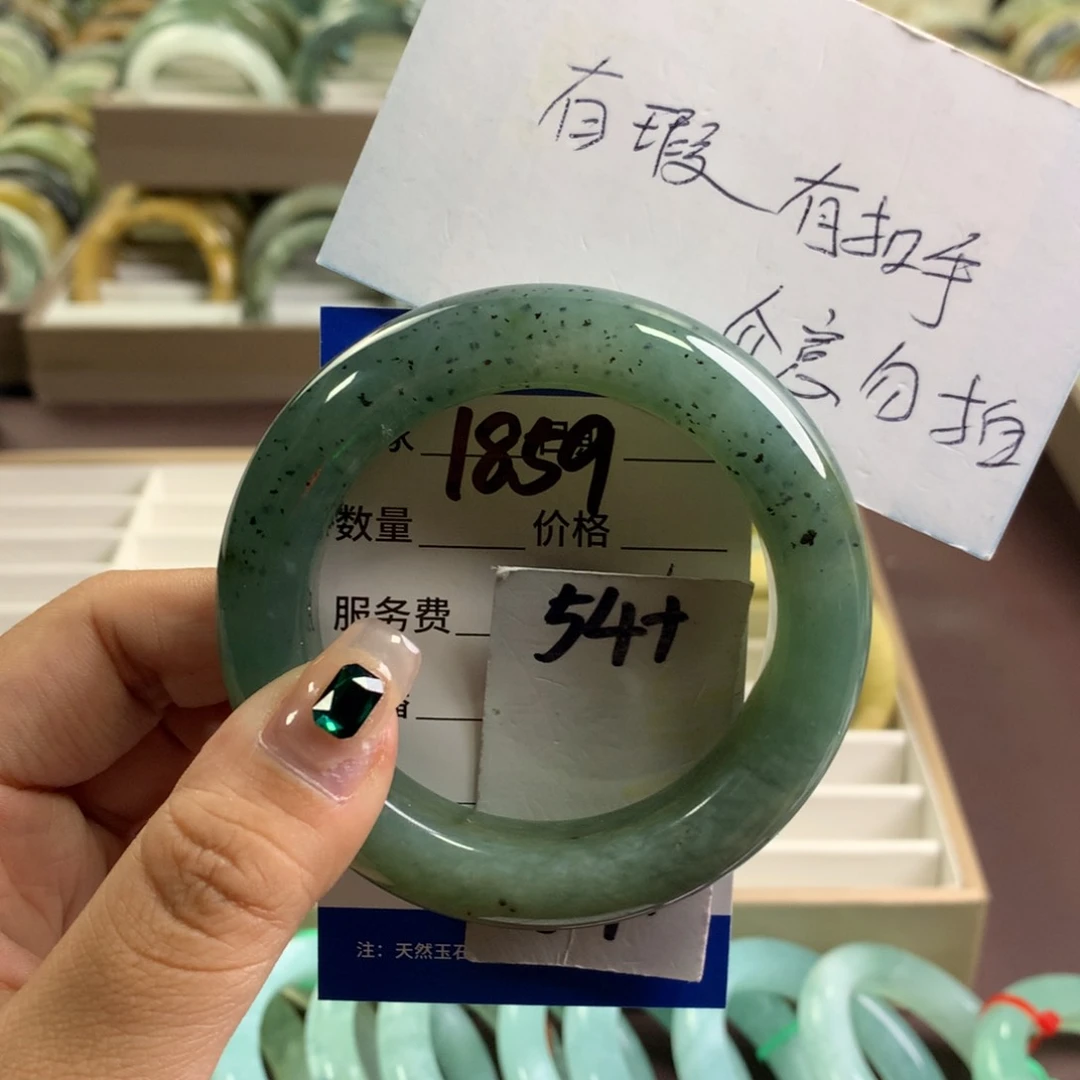 有瑕 有扣手
介意勿拍
1859
数量 价格
服务费
54+
注：天然玉石